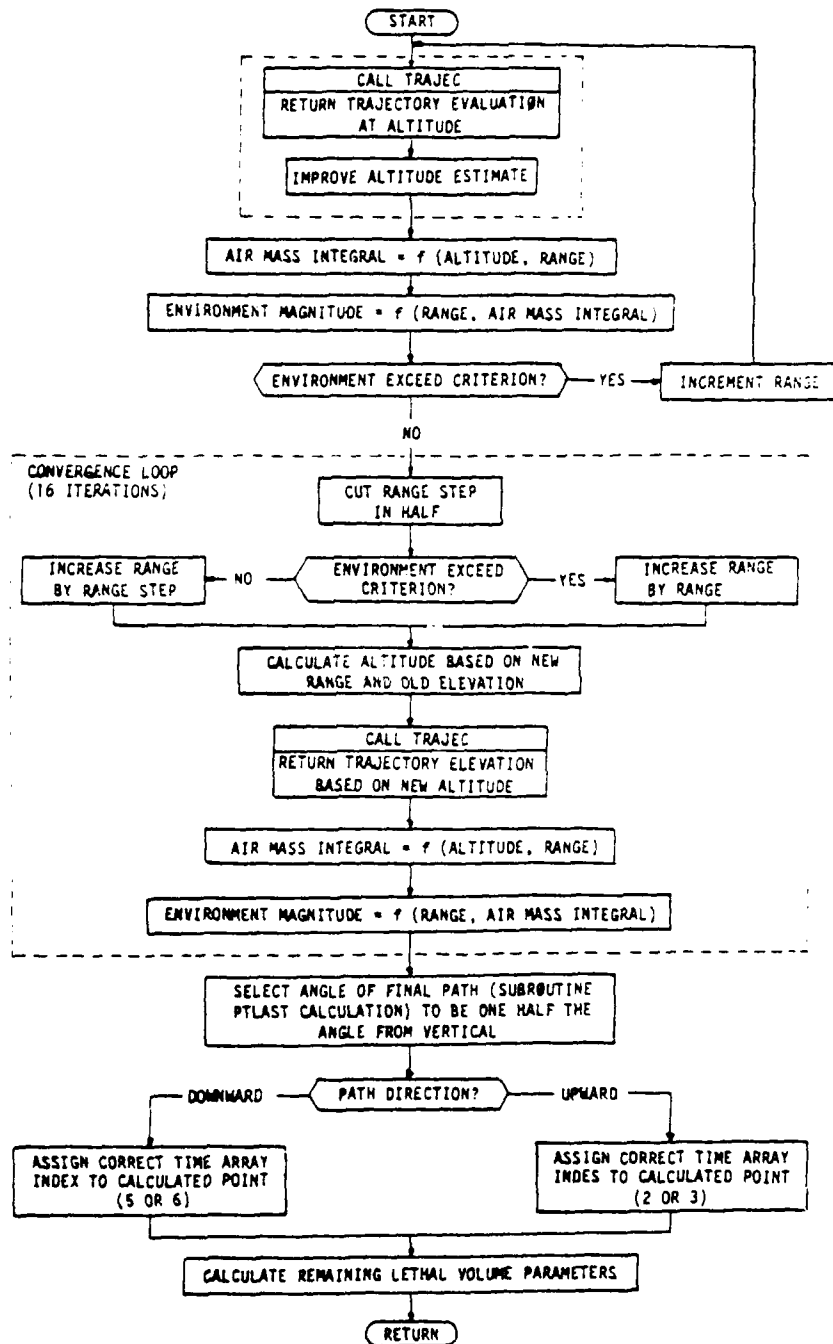 START
CALL TRAJEC
RETURN TRAJECTORY EVALUATION
AT ALTITUDE
IMPROVE ALTITUDE ESTIMATE
AIR MASS INTEGRAL = f (ALTITUDE, RANGE)
ENVIRONMENT MAGNITUDE = f (RANGE, AIR MASS INTEGRAL)
ENVIRONMENT EXCEED CRITERION?
YES
INCREMENT RANGE
NO
CONVERGENCE LOOP
(16 ITERATIONS)
CUT RANGE STEP
IN HALF
INCREASE RANGE
BY RANGE STEP
NO
ENVIRONMENT EXCEED
CRITERION?
YES
INCREASE RANGE
BY RANGE
CALCULATE ALTITUDE BASED ON NEW
RANGE AND OLD ELEVATION
CALL TRAJEC
RETURN TRAJECTORY ELEVATION
BASED ON NEW ALTITUDE
AIR MASS INTEGRAL = f (ALTITUDE, RANGE)
ENVIRONMENT MAGNITUDE = f (RANGE, AIR MASS INTEGRAL)
SELECT ANGLE OF FINAL PATH (SUBROUTINE
PTLAST CALCULATION) TO BE ONE HALF THE
ANGLE FROM VERTICAL
DOWNWARD
PATH DIRECTION?
UPWARD
ASSIGN CORRECT TIME ARRAY
INDEX TO CALCULATED POINT
(5 OR 6)
ASSIGN CORRECT TIME ARRAY
INDES TO CALCULATED POINT
(2 OR 3)
CALCULATE REMAINING LETHAL VOLUME PARAMETERS
RETURN